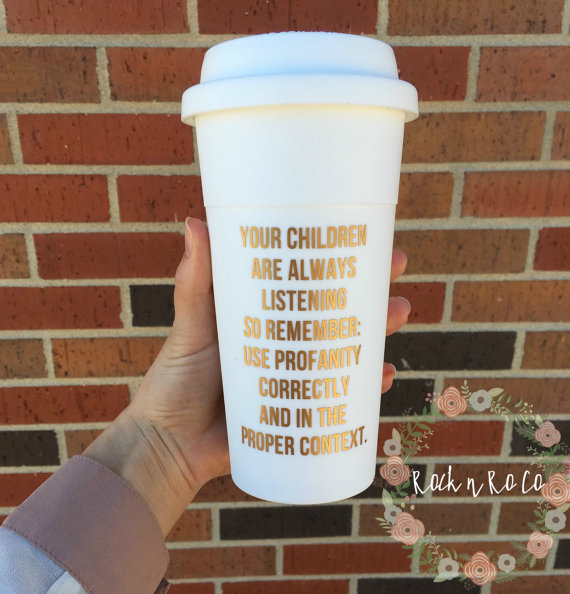 YOUR CHILDREN
ARE ALWAYS
LISTENING
SO REMEMBER:
USE PROFANITY
CORRECTLY
AND IN THE
PROPER CONTEXT.
Rock n Ro Co